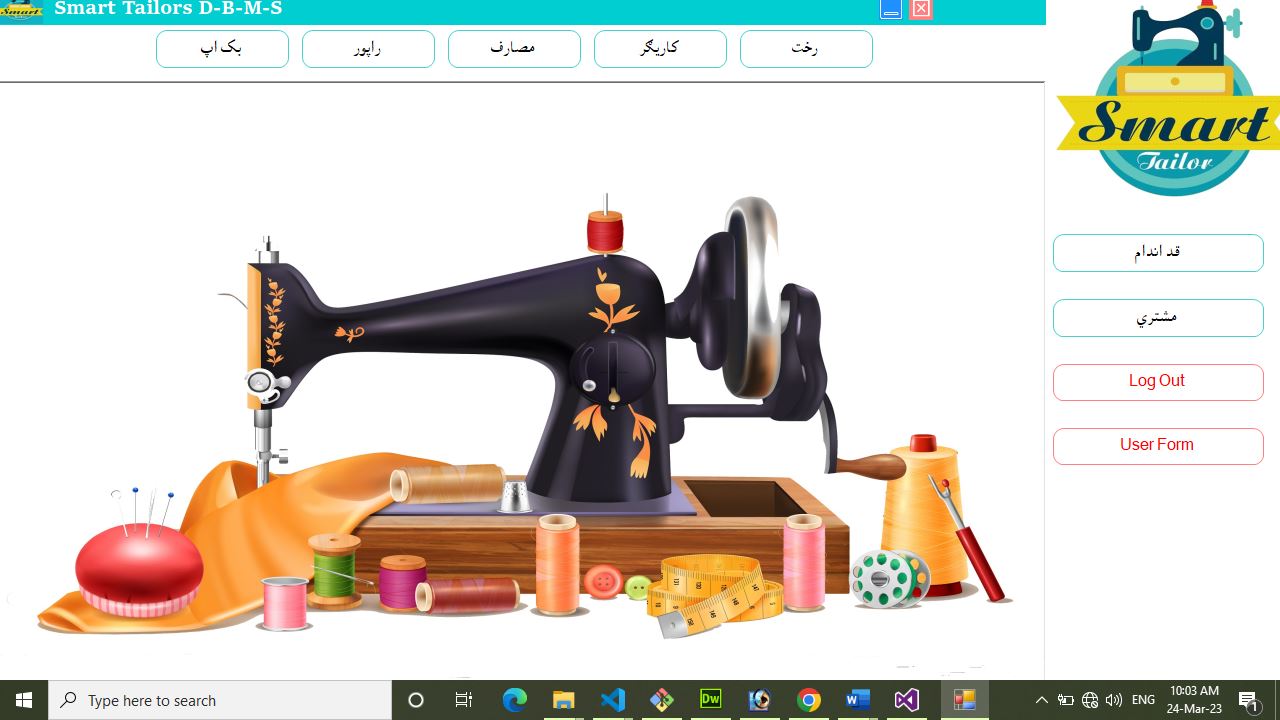 Smart Tailors D-B-M-S
رخت
کاریگر
مصارف
راپور
بک اپ
Smart
Tailor
قد اندام
مشتري
Log Out
User Form
Type here to search
Dw
ENG
10:03 AM
24-Mar-23
1